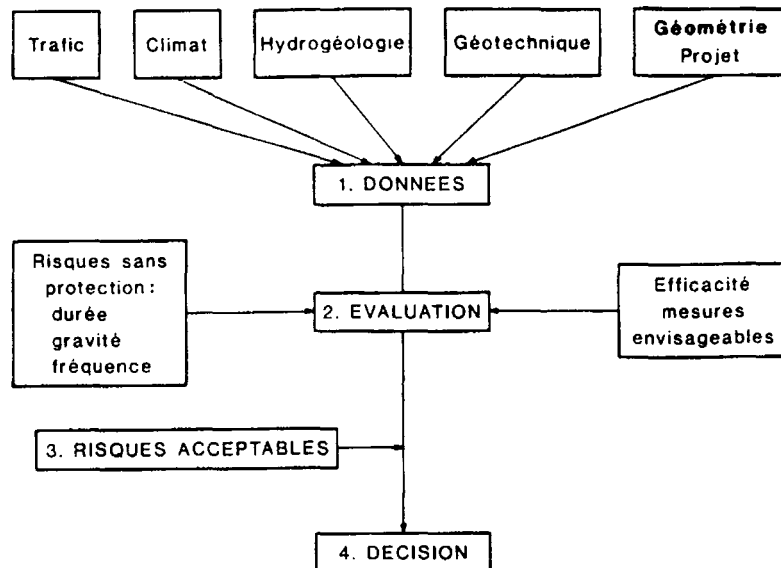 Trafic
Climat
Hydrogéologie
Géotechnique
Géométrie
Projet
1. DONNEES
Risques sans
protection:
durée
gravité
fréquence
2. EVALUATION
Efficacité
mesures
envisageables
3. RISQUES ACCEPTABLES
4. DECISION